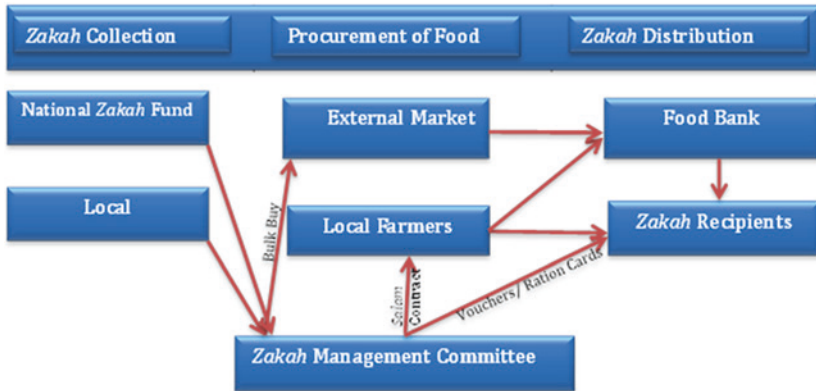 Zakah Collection
Procurement of Food
Zakah Distribution
National Zakah Fund
External Market
Food Bank
Local
Local Farmers
Zakah Recipients
Bulk Buy
Salam
Contract
Vouchers/ Ration Cards
Zakah Management Committee